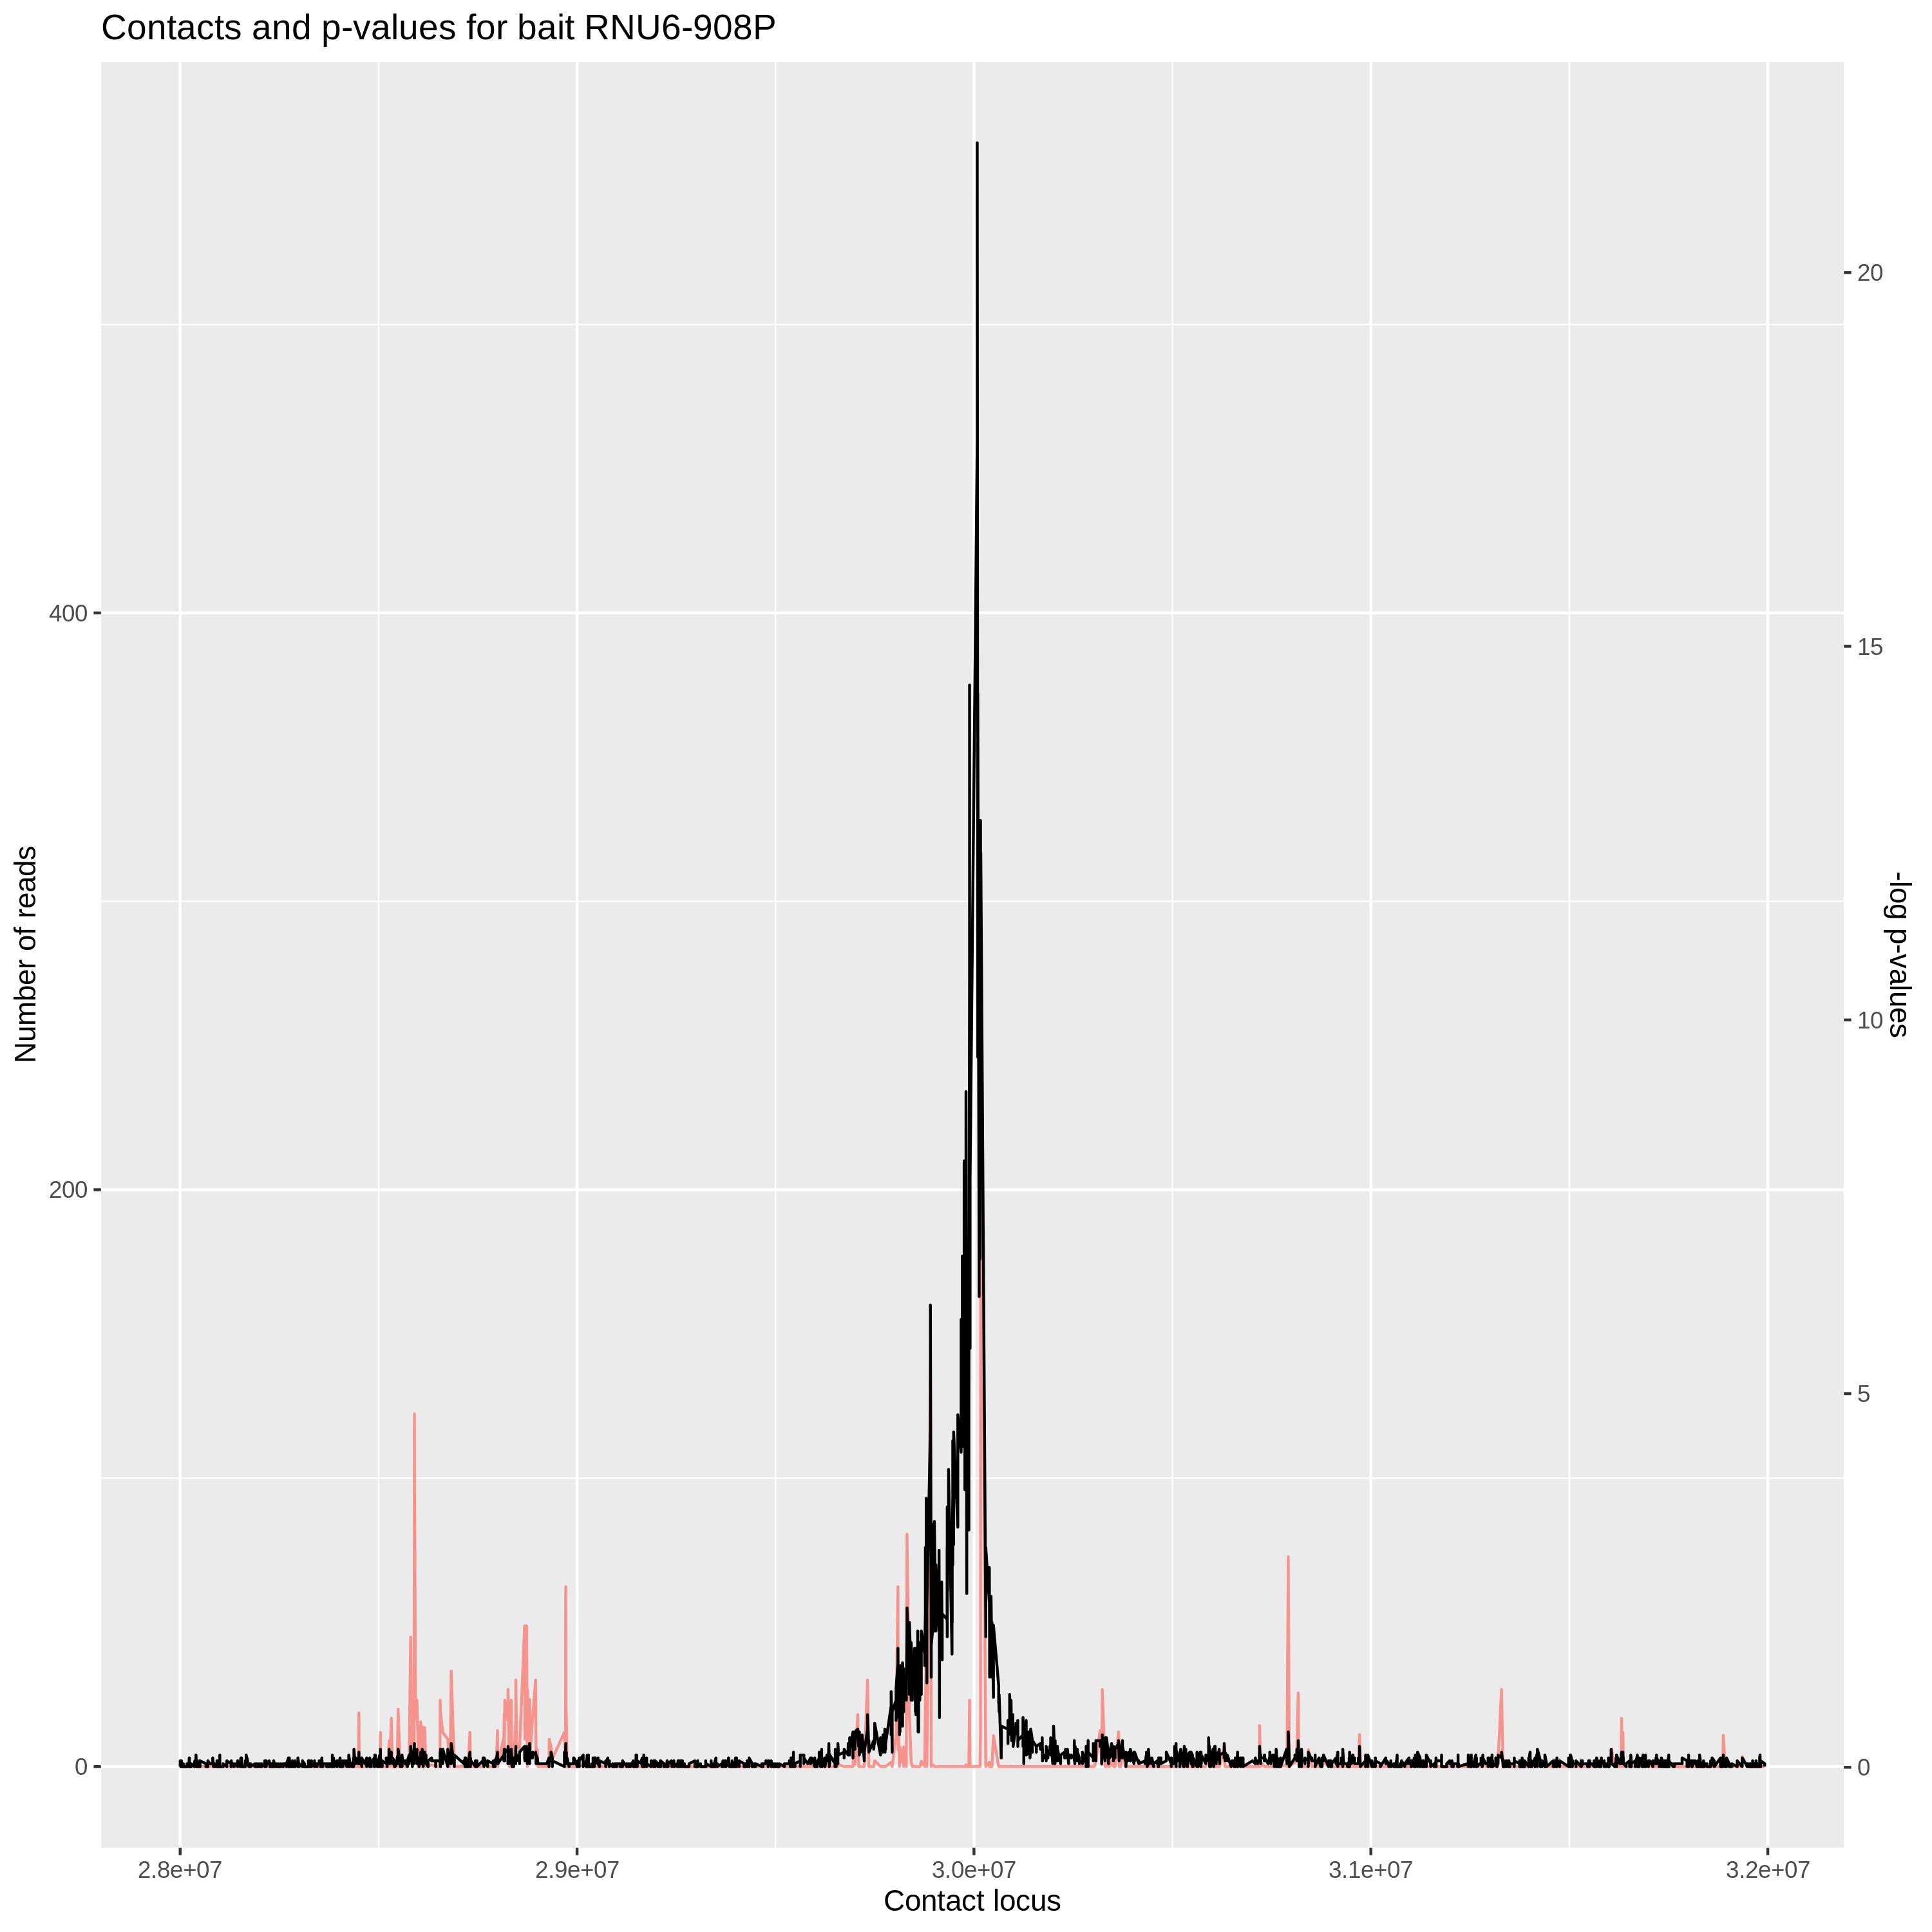 Contacts and p-values for bait RNU6-908P
Number of reads
400
200
0
20
15
10
5
0
-log p-values
2.8e+07
2.9e+07
3.0e+07
3.1e+07
3.2e+07
Contact locus